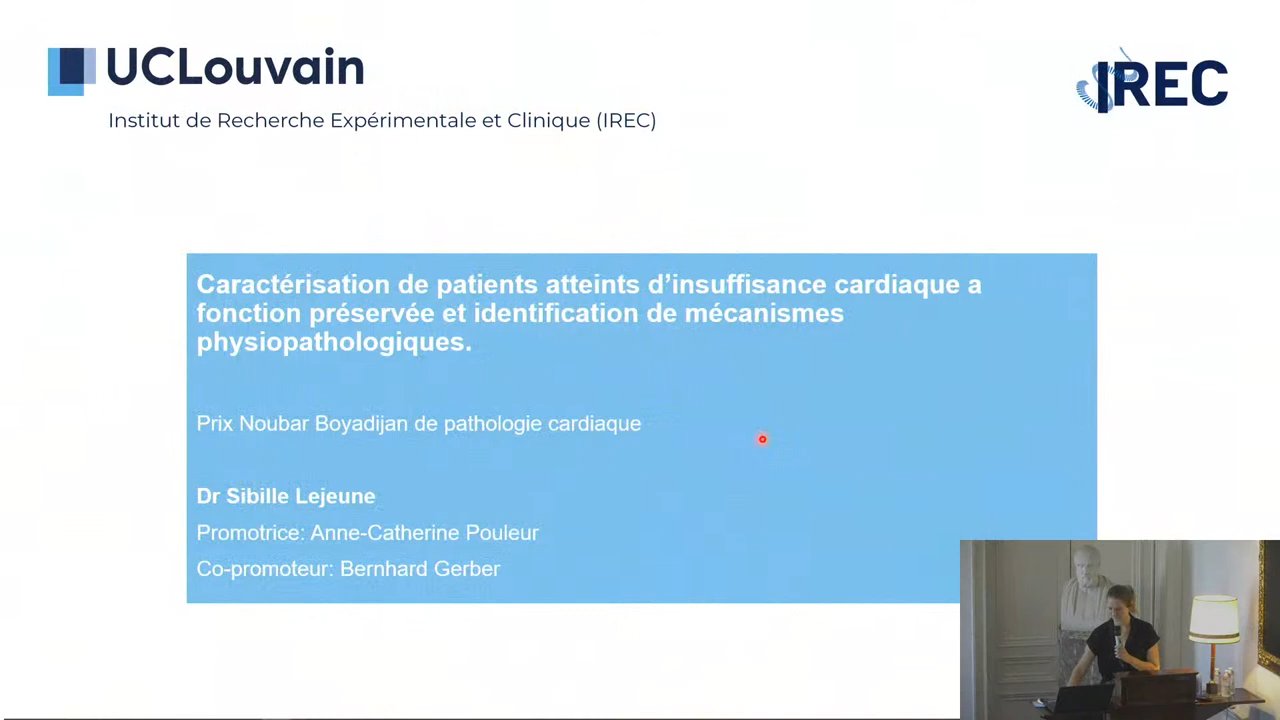 UCLouvain
IREC
Institut de Recherche Expérimentale et Clinique (IREC)
Caractérisation de patients atteints d’insuffisance cardiaque a
fonction préservée et identification de mécanismes
physiopathologiques.
Prix Noubar Boyadijan de pathologie cardiaque
Dr Sibille Lejeune
Promotrice: Anne-Catherine Pouleur
Co-promoteur: Bernhard Gerber